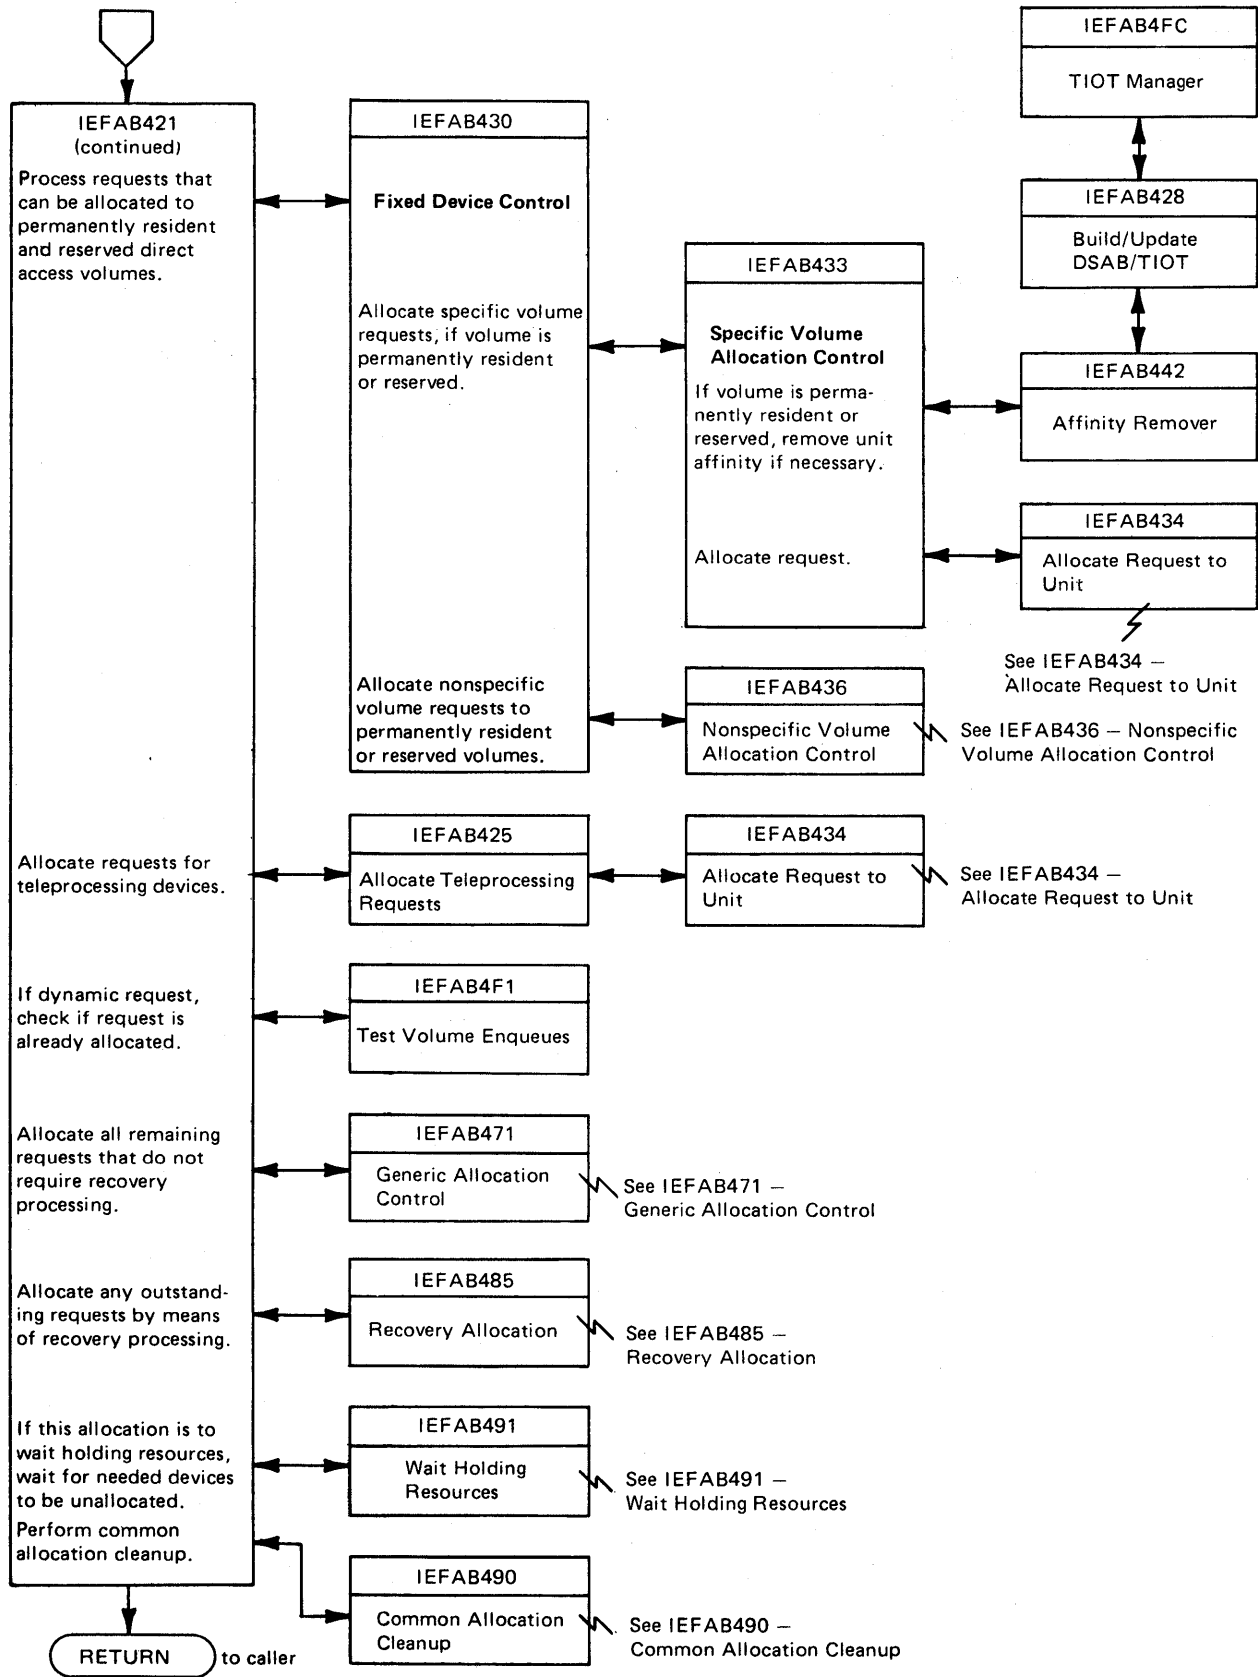 IEFAB4FC
TIOT Manager
IEFAB421
(continued)
Process requests that
can be allocated to
permanently resident
and reserved direct
access volumes.
IEFAB430
Fixed Device Control
Allocate specific volume
requests, if volume is
permanently resident
or reserved.
IEFAB428
Build/Update
DSAB/TIOT
IEFAB433
Specific Volume
Allocation Control
If volume is perma-
nently resident or
reserved, remove unit
affinity if necessary.
Allocate request.
IEFAB442
Affinity Remover
IEFAB434
Allocate Request to
Unit
See IEFAB434 —
Allocate Request to Unit
Allocate nonspecific
volume requests to
permanently resident
or reserved volumes.
IEFAB436
Nonspecific Volume
Allocation Control
See IEFAB436 — Nonspecific
Volume Allocation Control
Allocate requests for
teleprocessing devices.
IEFAB425
Allocate Teleprocessing
Requests
IEFAB434
Allocate Request to
Unit
See IEFAB434 —
Allocate Request to Unit
If dynamic request,
check if request is
already allocated.
IEFAB4F1
Test Volume Enqueues
Allocate all remaining
requests that do not
require recovery
processing.
IEFAB471
Generic Allocation
Control
See IEFAB471 —
Generic Allocation Control
Allocate any outstand-
ing requests by means
of recovery processing.
IEFAB485
Recovery Allocation
See IEFAB485 —
Recovery Allocation
If this allocation is to
wait holding resources,
wait for needed devices
to be unallocated.
IEFAB491
Wait Holding
Resources
See IEFAB491 —
Wait Holding Resources
Perform common
allocation cleanup.
IEFAB490
Common Allocation
Cleanup
See IEFAB490 —
Common Allocation Cleanup
RETURN to caller